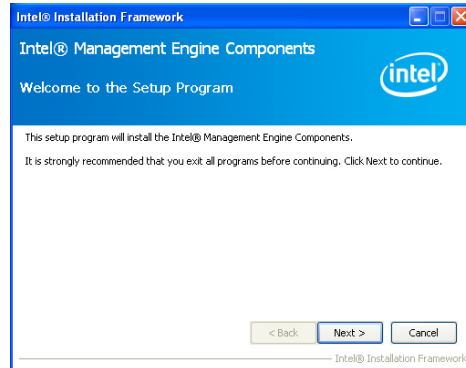 Intel® Installation Framework
Intel® Management Engine Components
Welcome to the Setup Program
intel
This setup program will install the Intel® Management Engine Components.
It is strongly recommended that you exit all programs before continuing. Click Next to continue.
< Back Next > Cancel
Intel® Installation Framework